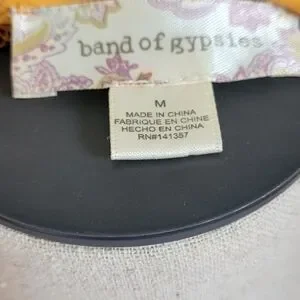 band of gypsies
M
MADE IN CHINA
FABRIQUE EN CHINE
HECHO EN CHINA
RN#141357